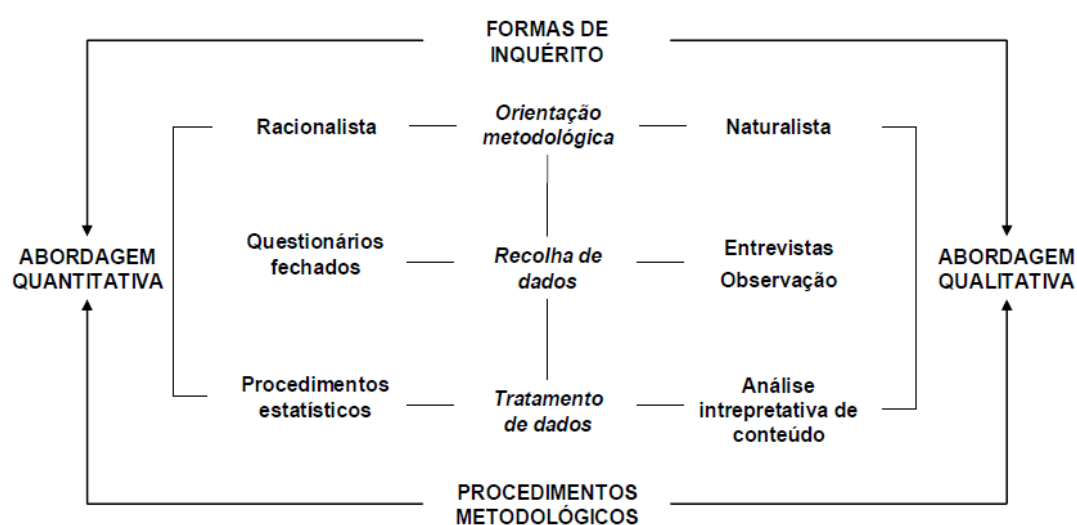 FORMAS DE
INQUÉRITO
Racionalista
Orientação
metodológica
Naturalista
ABORDAGEM
QUANTITATIVA
Questionários
fechados
Recolha de
dados
Entrevistas
Observação
ABORDAGEM
QUALITATIVA
Procedimentos
estatísticos
Tratamento
de dados
Análise
intrepretativa de
conteúdo
PROCEDIMENTOS
METODOLÓGICOS